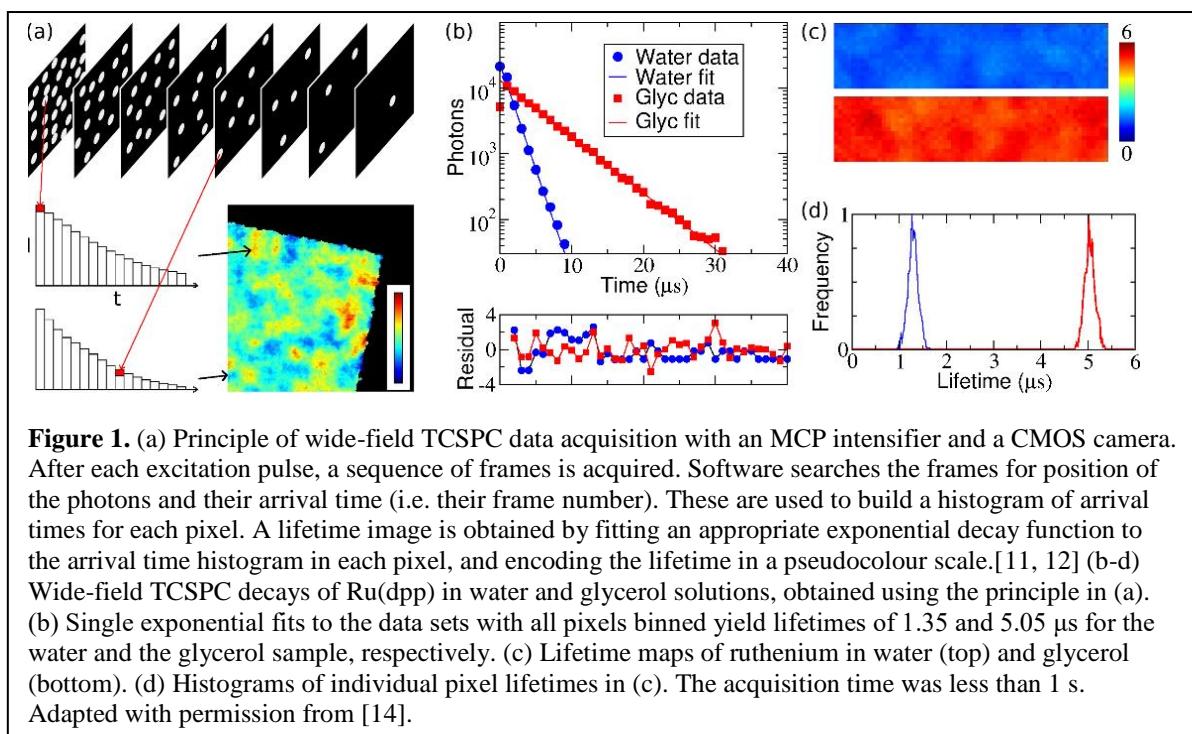 (a)
I
t
(b)
Photons
10^4
10^3
10^2
Water data
Water fit
Glyc data
Glyc fit
0 10 20 30 40
Time (μs)
Residual
4
0
-4
(c)
6
0
(d)
Frequency
1
0
0 1 2 3 4 5 6
Lifetime (μs)
Figure 1. (a) Principle of wide-field TCSPC data acquisition with an MCP intensifier and a CMOS camera.
After each excitation pulse, a sequence of frames is acquired. Software searches the frames for position of
the photons and their arrival time (i.e. their frame number). These are used to build a histogram of arrival
times for each pixel. A lifetime image is obtained by fitting an appropriate exponential decay function to
the arrival time histogram in each pixel, and encoding the lifetime in a pseudocolour scale.[11, 12] (b-d)
Wide-field TCSPC decays of Ru(dpp) in water and glycerol solutions, obtained using the principle in (a).
(b) Single exponential fits to the data sets with all pixels binned yield lifetimes of 1.35 and 5.05 μs for the
water and the glycerol sample, respectively. (c) Lifetime maps of ruthenium in water (top) and glycerol
(bottom). (d) Histograms of individual pixel lifetimes in (c). The acquisition time was less than 1 s.
Adapted with permission from [14].